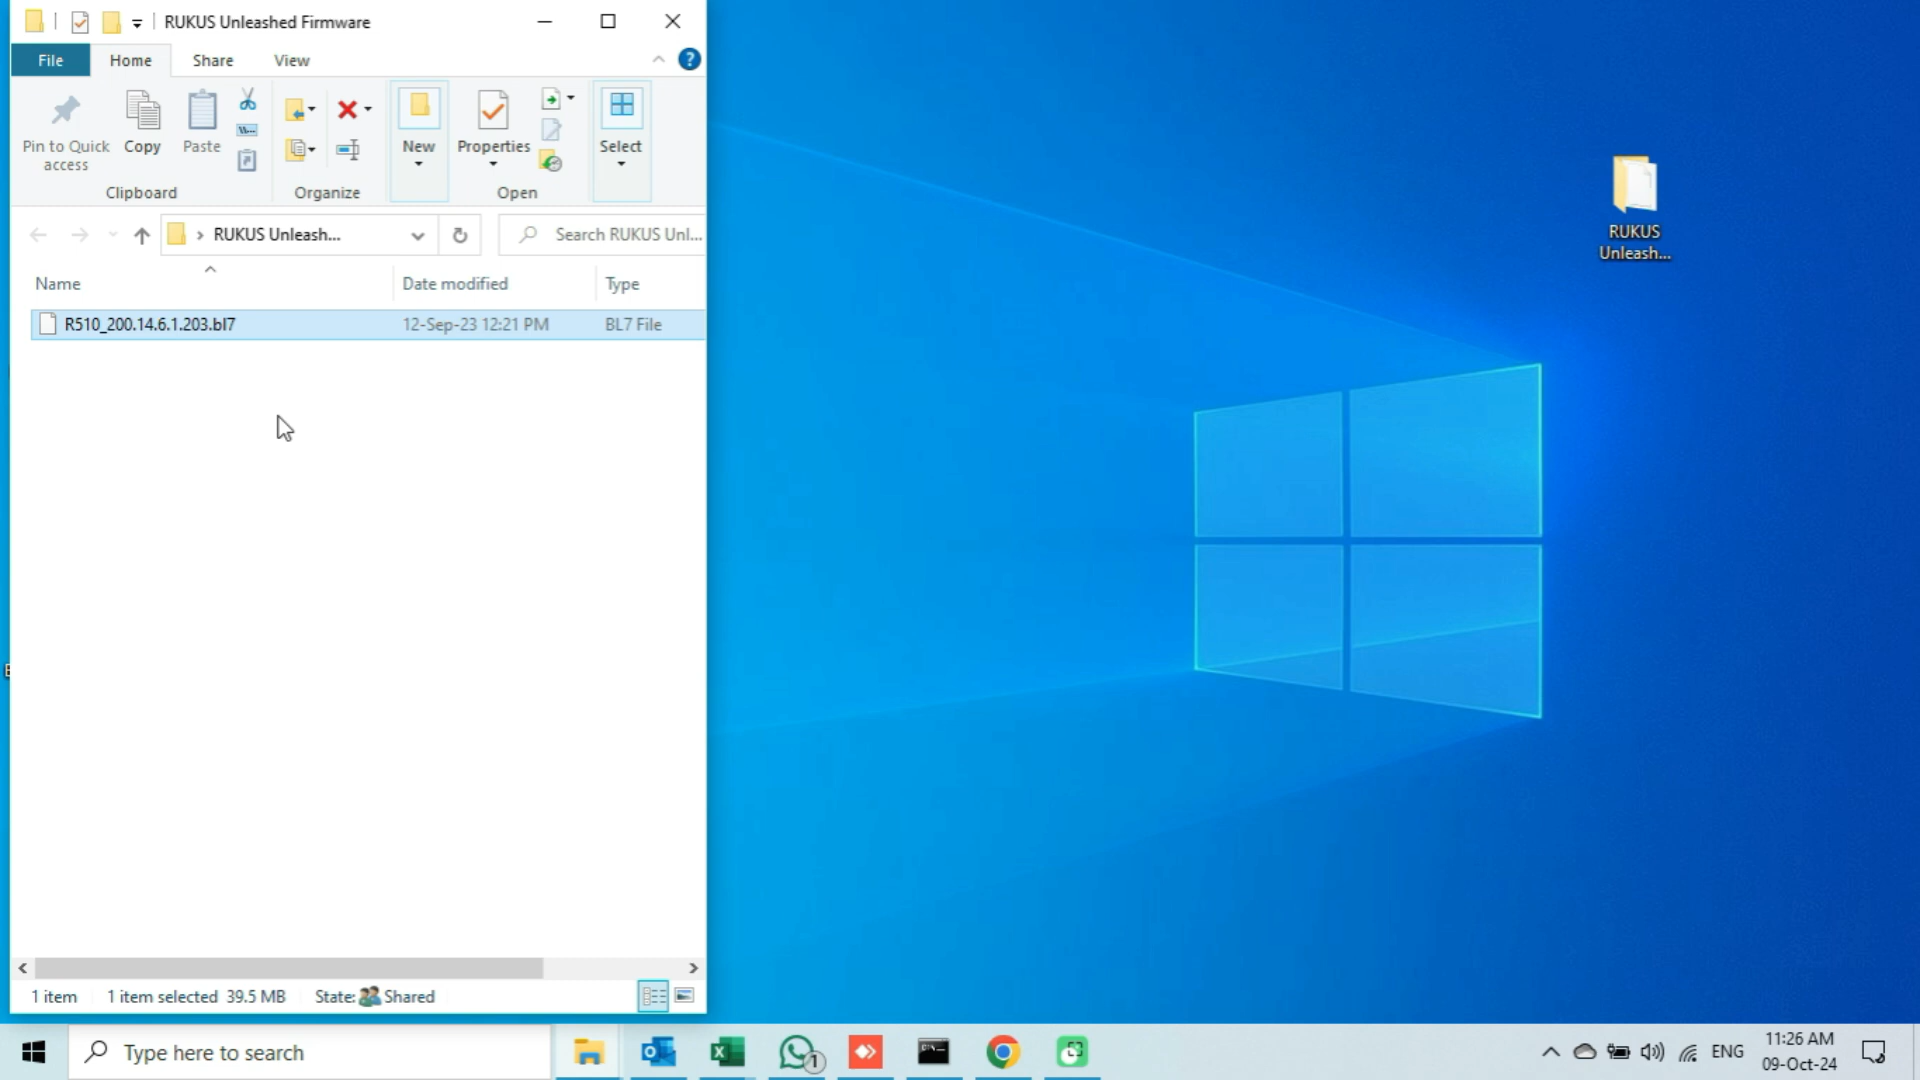 RUKUS Unleashed Firmware
File Home Share View
Pin to Quick access
Copy
Paste
Clipboard
Organize
New
Properties
Open
Select
RUKUS Unleash...
Search RUKUS Unl...
Name Date modified Type
R510_200.14.6.1.203.bl7 12-Sep-23 12:21 PM BL7 File
1 item 1 item selected 39.5 MB State: Shared
RUKUS
Unleash...
Type here to search
1
ENG
11:26 AM
09-Oct-24